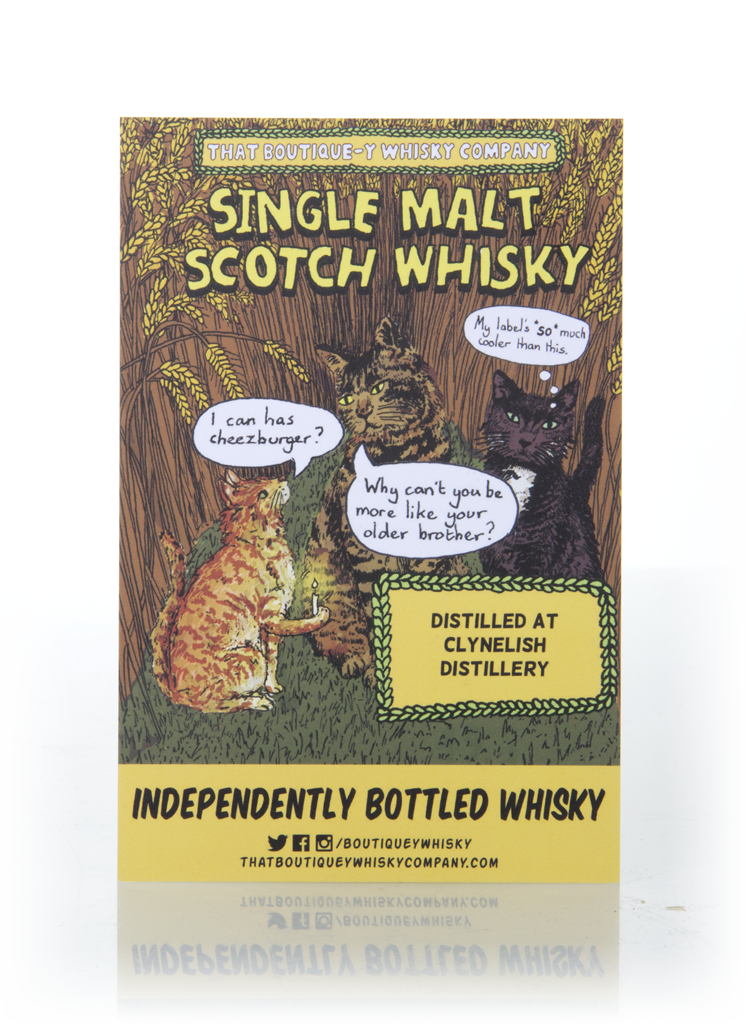 THAT BOUTIQUE-Y WHISKY COMPANY
SINGLE MALT
SCOTCH WHISKY
My label's *so* much
cooler than this.
I can has
cheezburger?
Why can't you be
more like your
older brother?
DISTILLED AT
CLYNELISH
DISTILLERY
INDEPENDENTLY BOTTLED WHISKY
/BOUTIQUEYWHISKY
THATBOUTIQUEYWHISKYCOMPANY.COM